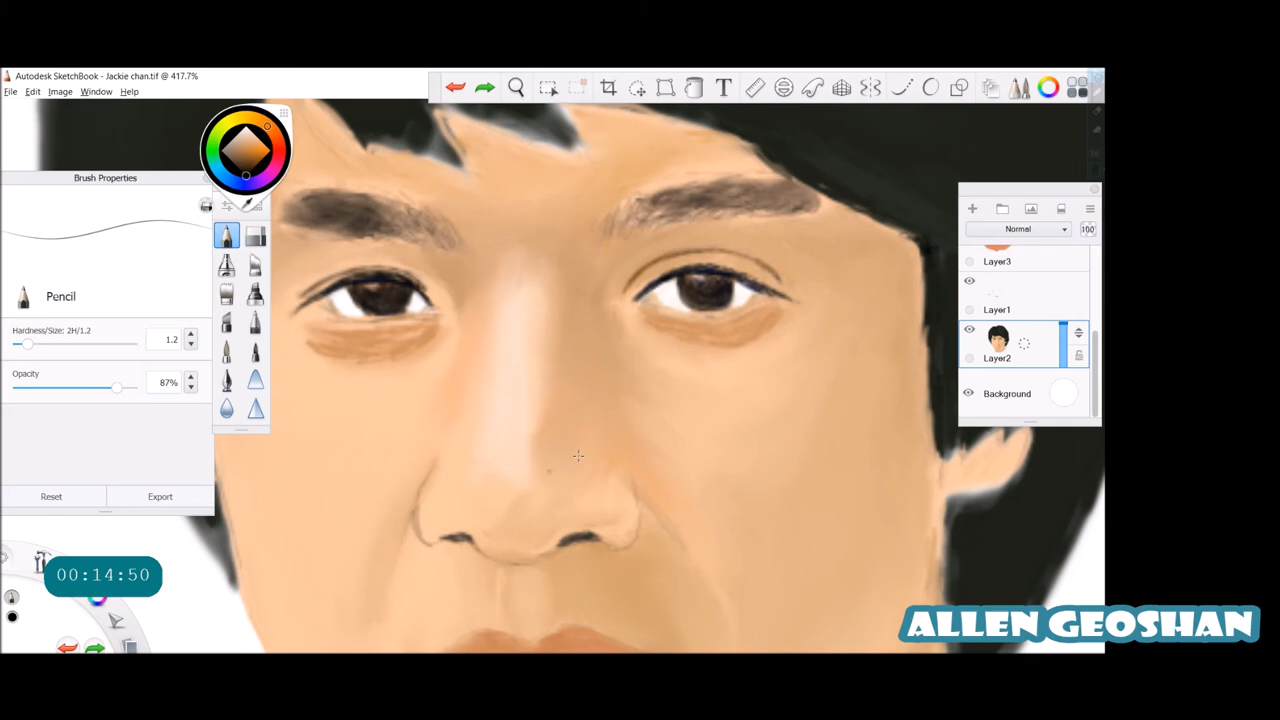 Autodesk SketchBook - Jackie chan.tif @ 417.7%
File Edit Image Window Help
Brush Properties
Pencil
Hardness/Size: 2H/1.2
1.2
Opacity
87%
Reset Export
Normal
100
Layer3
Layer1
Layer2
Background
00:14:50
ALLEN GEOSHAN